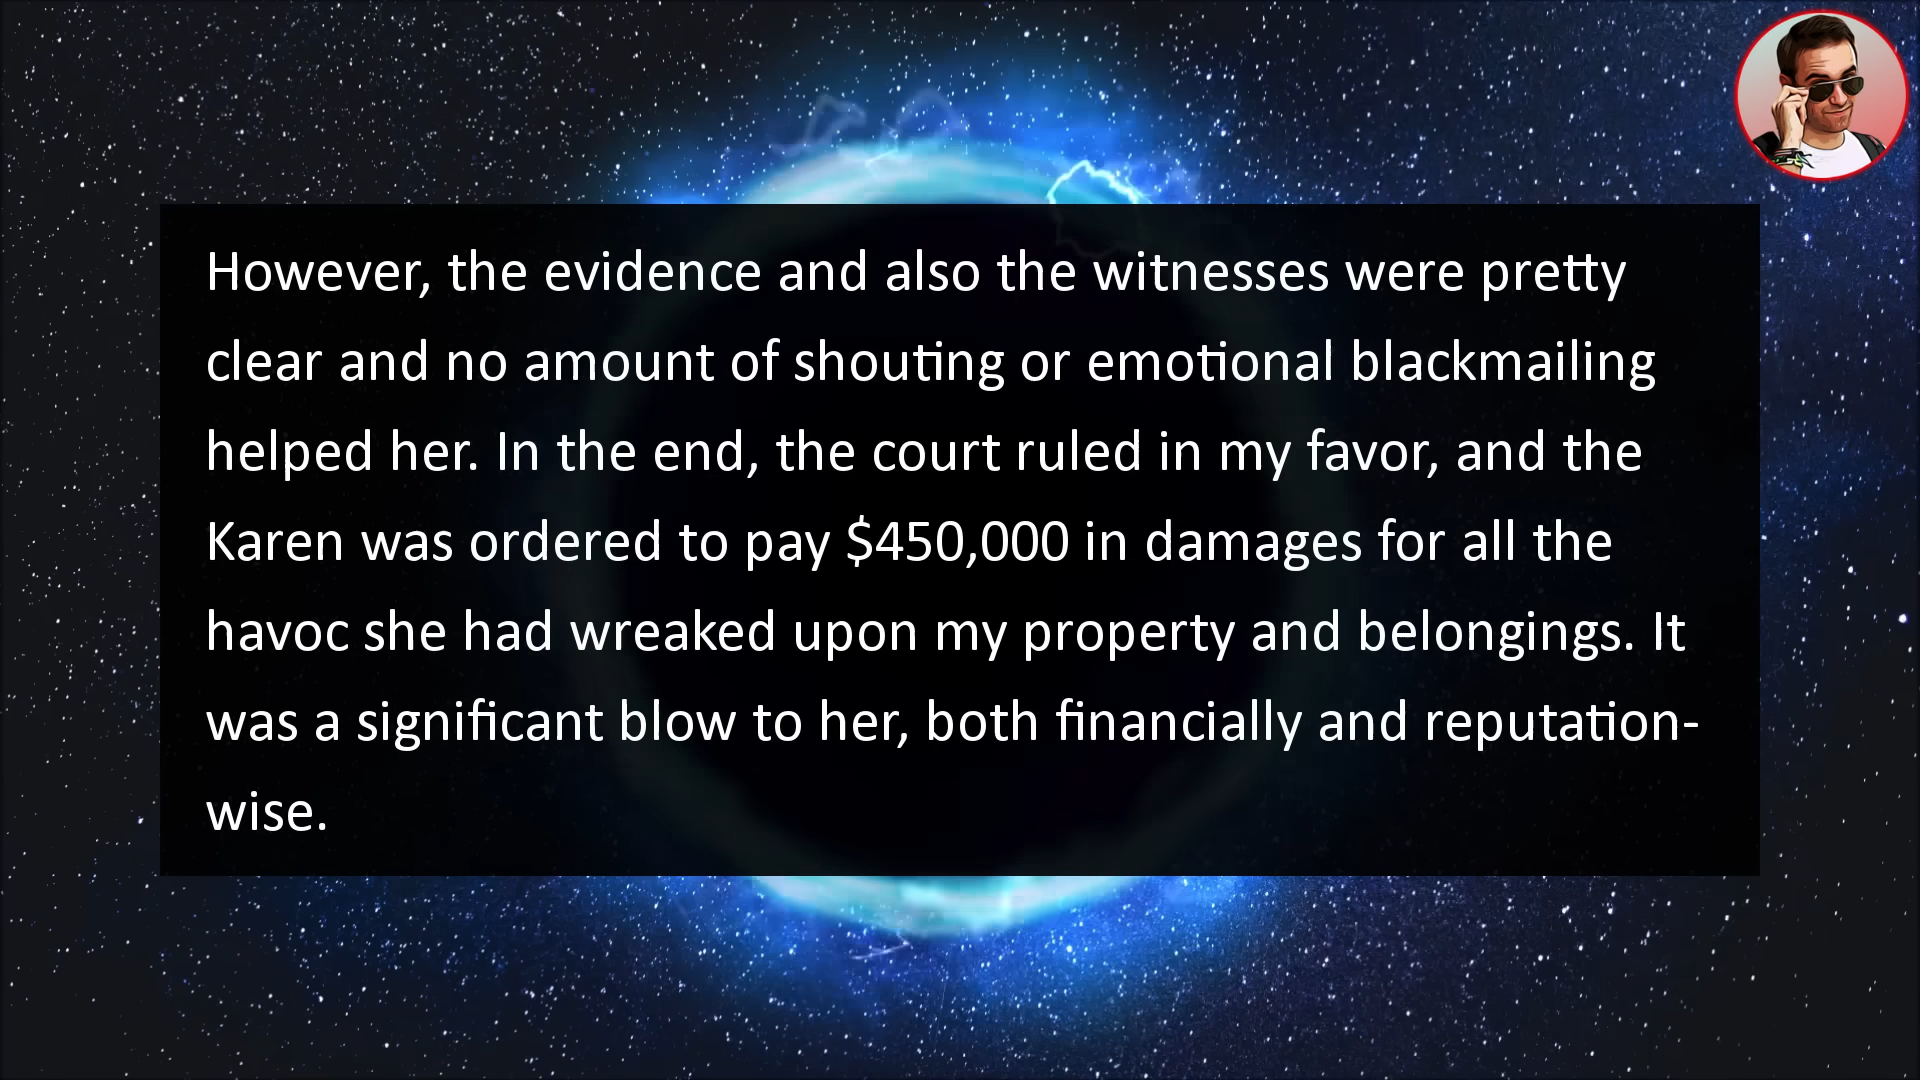 However, the evidence and also the witnesses were pretty
clear and no amount of shouting or emotional blackmailing
helped her. In the end, the court ruled in my favor, and the
Karen was ordered to pay $450,000 in damages for all the
havoc she had wreaked upon my property and belongings. It
was a significant blow to her, both financially and reputation-
wise.